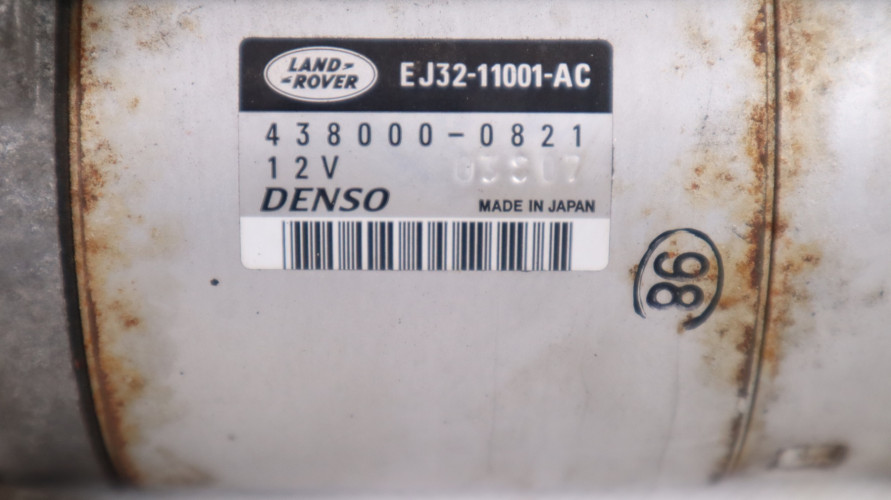 LAND-
-ROVER
EJ32-11001-AC
438000-0821
12V
DENSO
MADE IN JAPAN
86